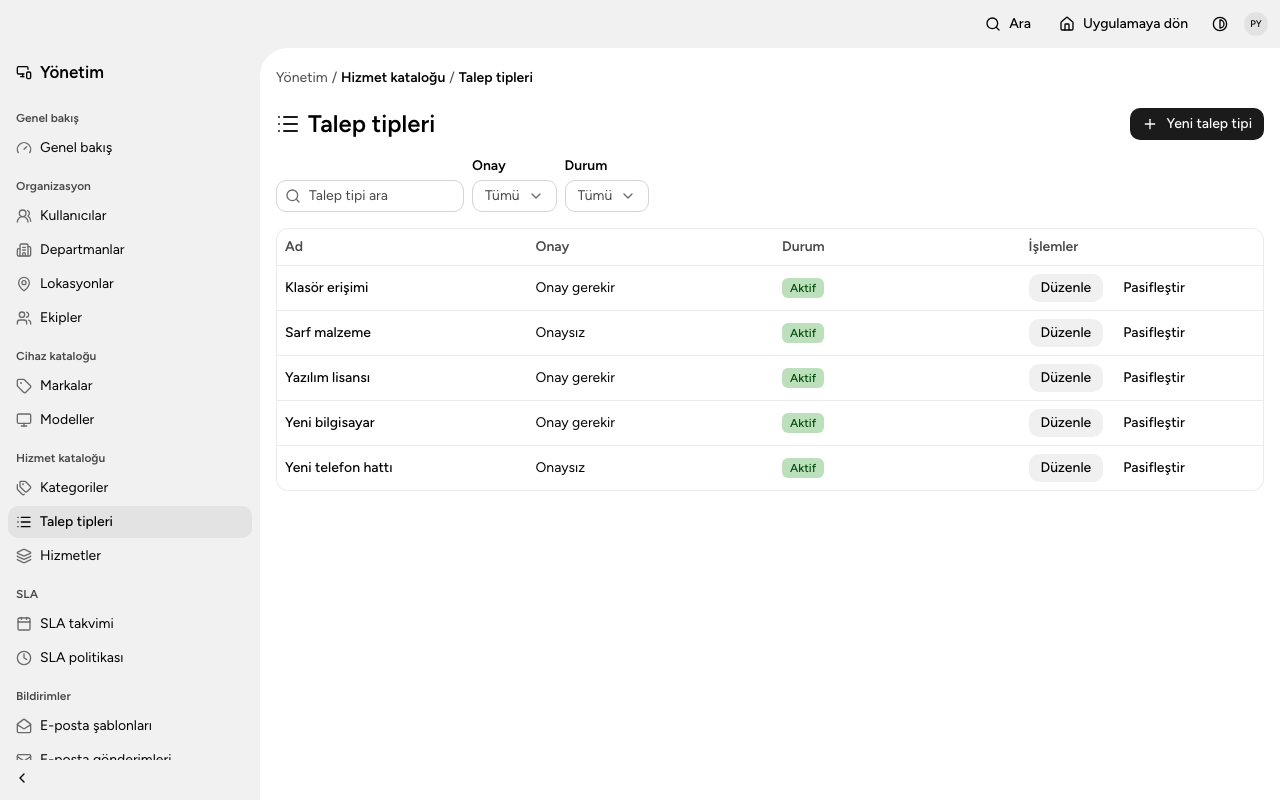 Ara
Uygulamaya dön
PY
Yönetim
Genel bakış
Genel bakış
Organizasyon
Kullanıcılar
Departmanlar
Lokasyonlar
Ekipler
Cihaz kataloğu
Markalar
Modeller
Hizmet kataloğu
Kategoriler
Talep tipleri
Hizmetler
SLA
SLA takvimi
SLA politikası
Bildirimler
E-posta şablonları
E-posta gönderimleri
Yönetim / Hizmet kataloğu / Talep tipleri
Talep tipleri
Yeni talep tipi
Onay Durum
Talep tipi ara Tümü Tümü
Ad Onay Durum İşlemler
Klasör erişimi Onay gerekir Aktif Düzenle Pasifleştir
Sarf malzeme Onaysız Aktif Düzenle Pasifleştir
Yazılım lisansı Onay gerekir Aktif Düzenle Pasifleştir
Yeni bilgisayar Onay gerekir Aktif Düzenle Pasifleştir
Yeni telefon hattı Onaysız Aktif Düzenle Pasifleştir